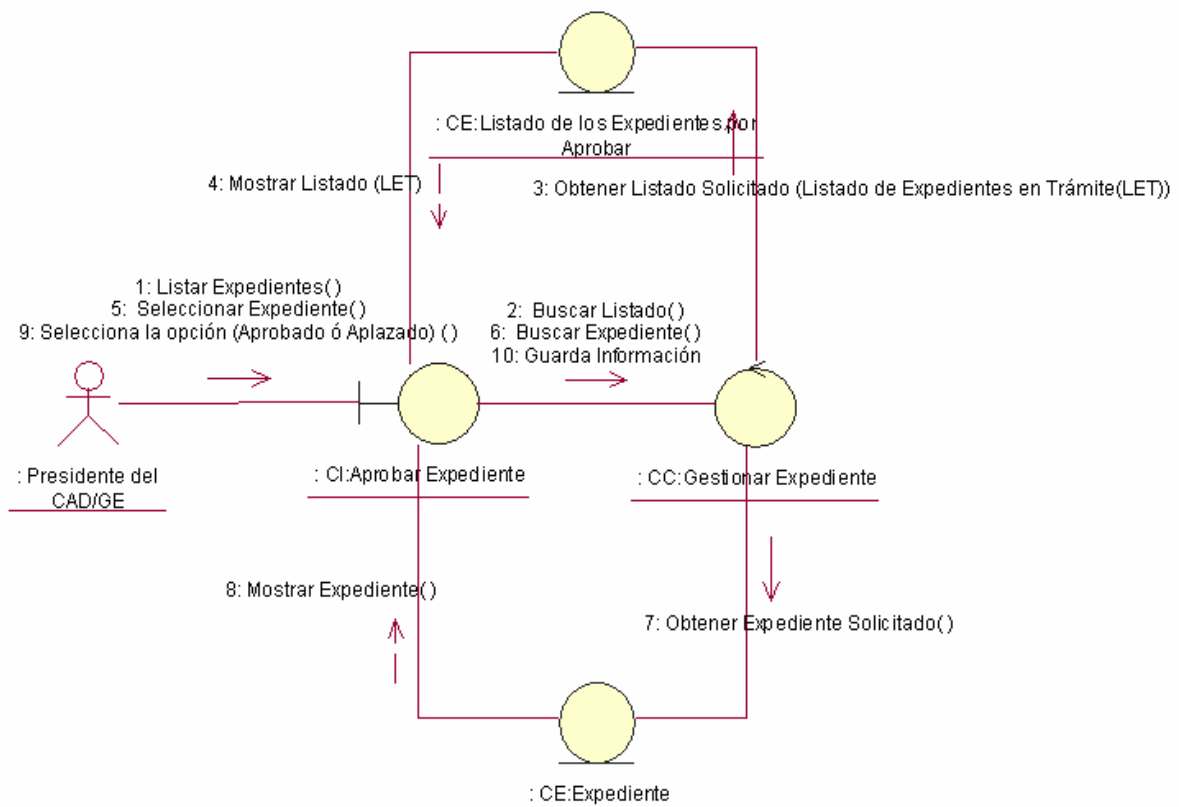 : CE:Listado de los Expedientes por
Aprobar
4: Mostrar Listado (LET)
3: Obtener Listado Solicitado (Listado de Expedientes en Trámite(LET))
1: Listar Expedientes( )
5:  Seleccionar Expediente( )
9: Selecciona la opción (Aprobado ó Aplazado) ( )
2:  Buscar Listado( )
6:  Buscar Expediente( )
10: Guarda Información
: Presidente del
CAD/GE
: CI:Aprobar Expediente
: CC:Gestionar Expediente
8: Mostrar Expediente( )
7: Obtener Expediente Solicitado( )
: CE:Expediente